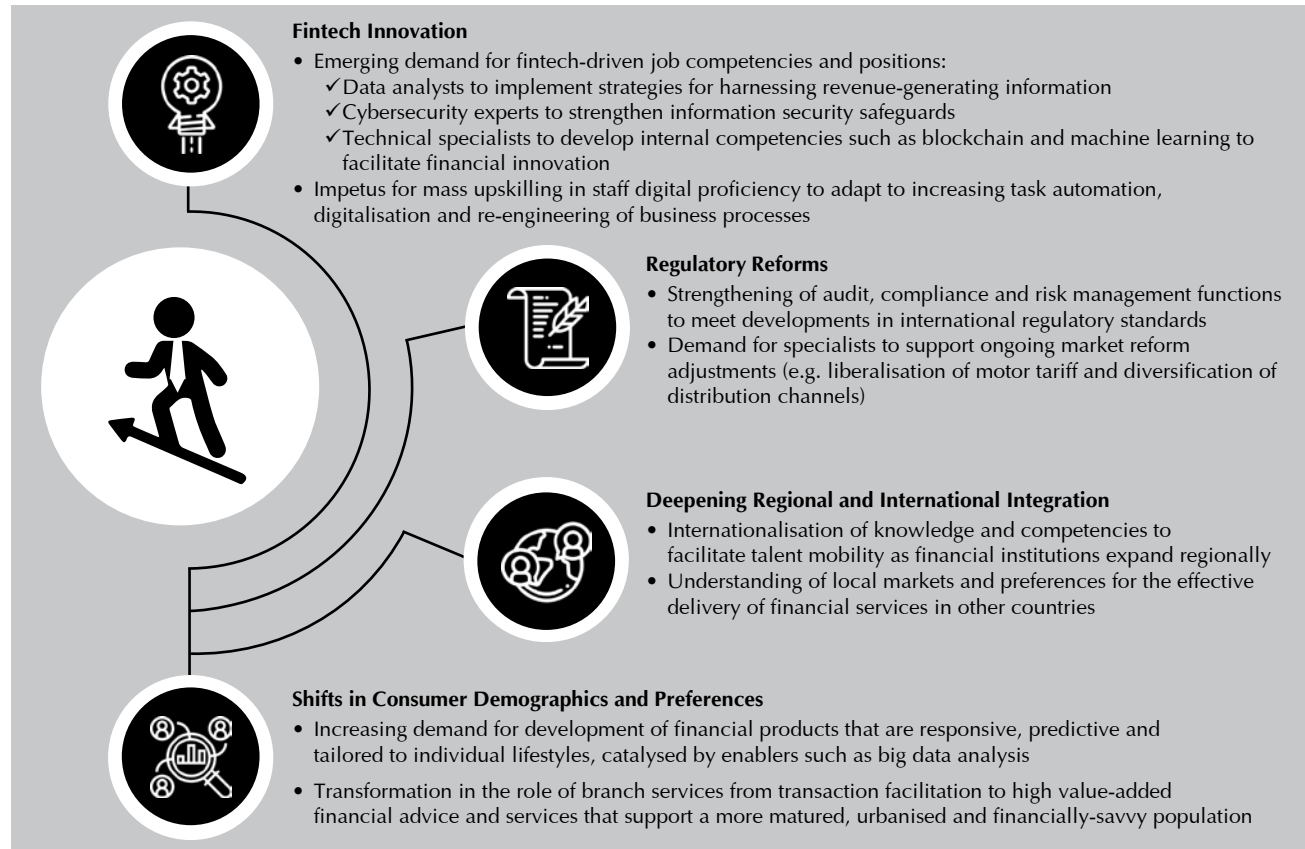 Fintech Innovation
• Emerging demand for fintech-driven job competencies and positions:
✓Data analysts to implement strategies for harnessing revenue-generating information
✓Cybersecurity experts to strengthen information security safeguards
✓Technical specialists to develop internal competencies such as blockchain and machine learning to
facilitate financial innovation
• Impetus for mass upskilling in staff digital proficiency to adapt to increasing task automation,
digitalisation and re-engineering of business processes
Regulatory Reforms
• Strengthening of audit, compliance and risk management functions
to meet developments in international regulatory standards
• Demand for specialists to support ongoing market reform
adjustments (e.g. liberalisation of motor tariff and diversification of
distribution channels)
Deepening Regional and International Integration
• Internationalisation of knowledge and competencies to
facilitate talent mobility as financial institutions expand regionally
• Understanding of local markets and preferences for the effective
delivery of financial services in other countries
Shifts in Consumer Demographics and Preferences
• Increasing demand for development of financial products that are responsive, predictive and
tailored to individual lifestyles, catalysed by enablers such as big data analysis
• Transformation in the role of branch services from transaction facilitation to high value-added
financial advice and services that support a more matured, urbanised and financially-savvy population